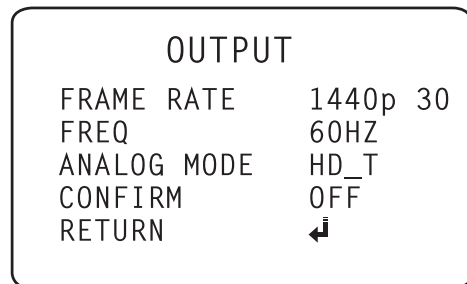 OUTPUT
FRAME RATE 1440p 30
FREQ 60HZ
ANALOG MODE HD_T
CONFIRM OFF
RETURN ↲